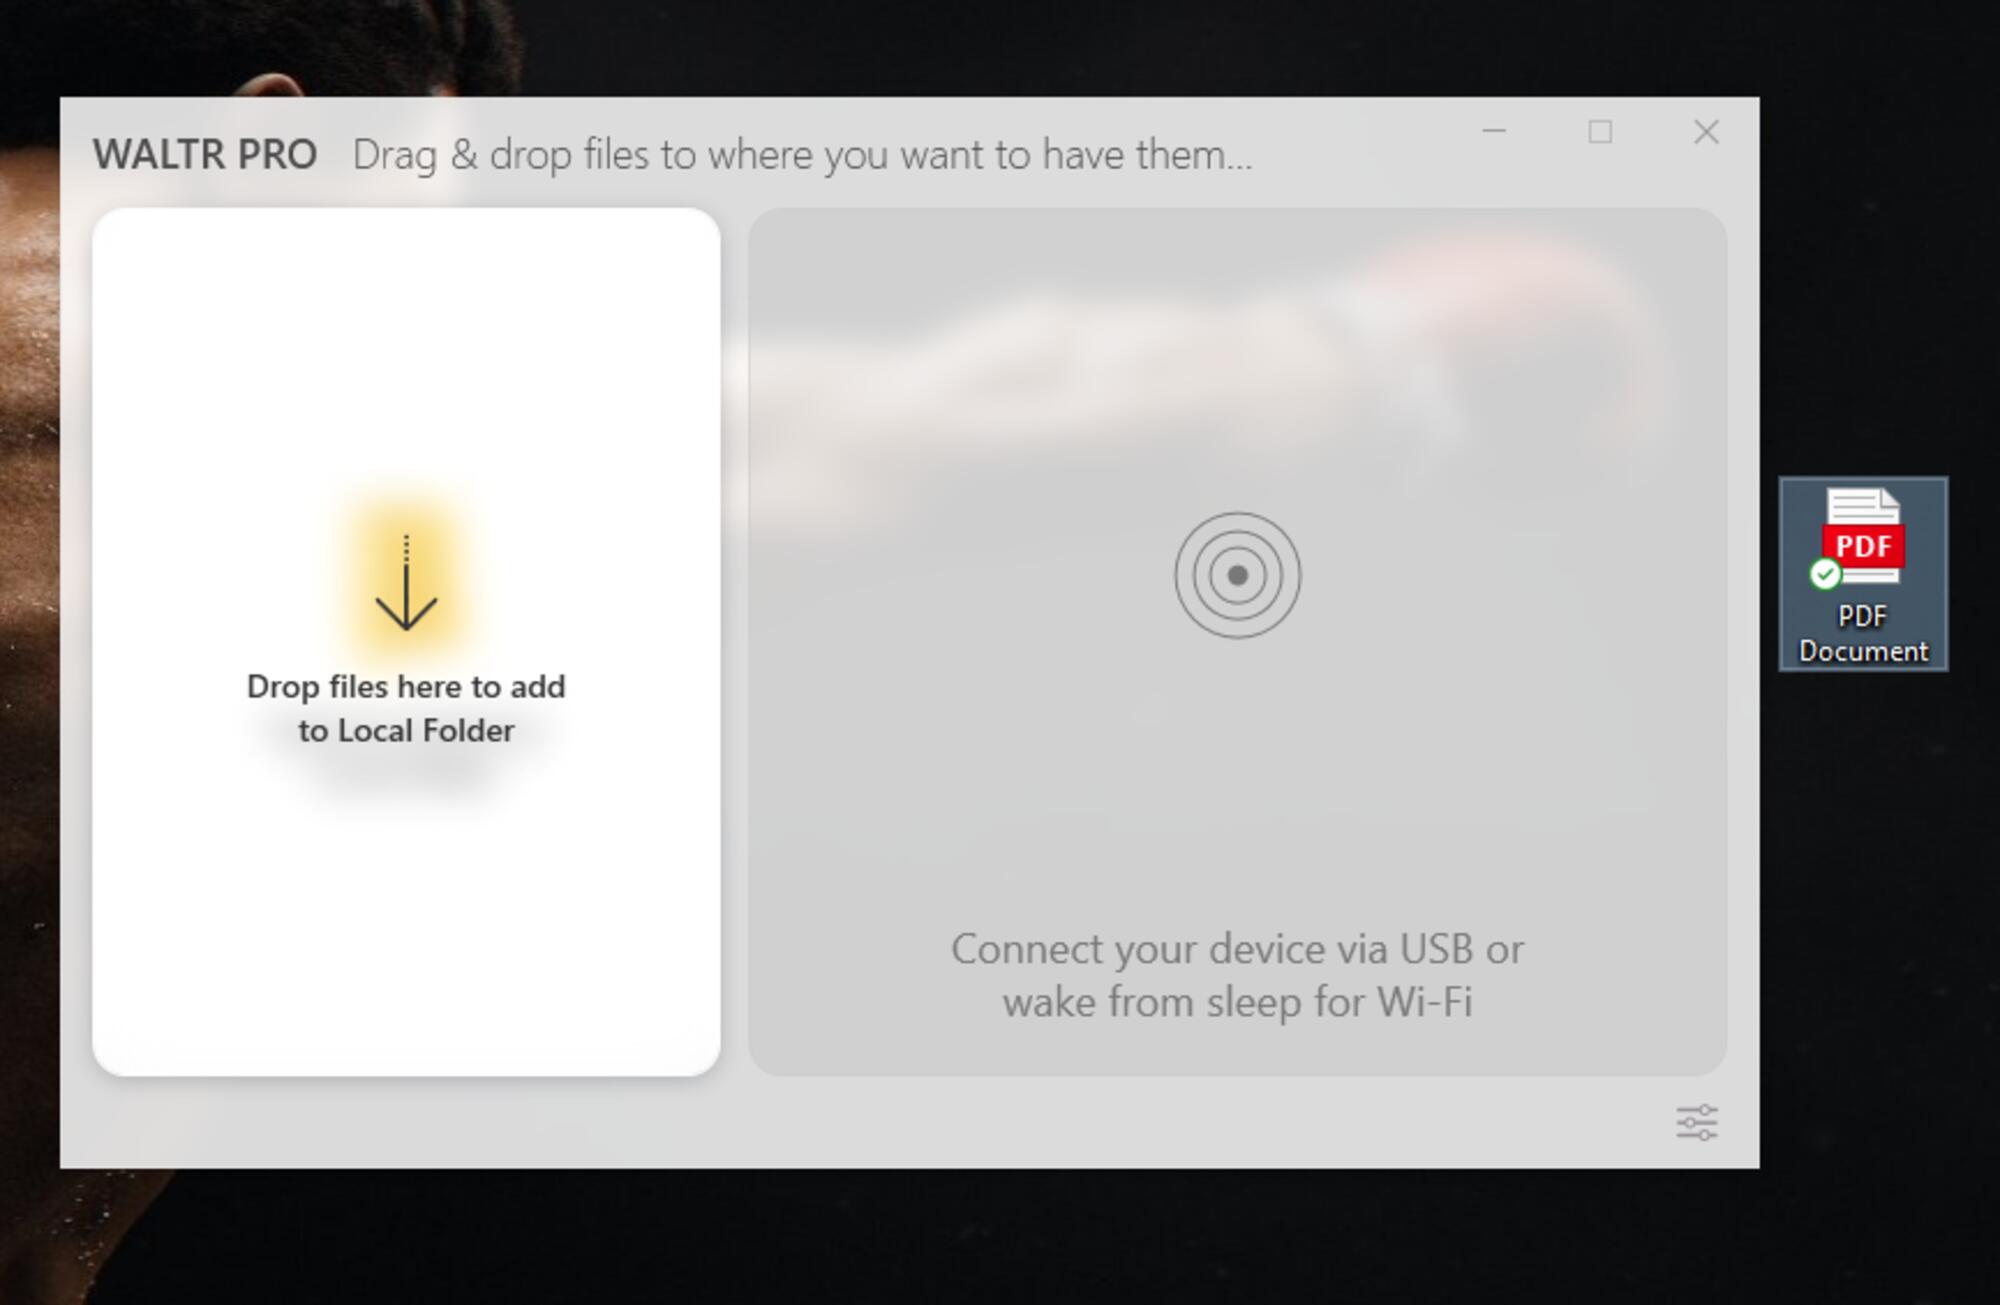 WALTR PRO Drag & drop files to where you want to have them...
Drop files here to add
to Local Folder
Connect your device via USB or
wake from sleep for Wi-Fi
PDF
PDF
Document